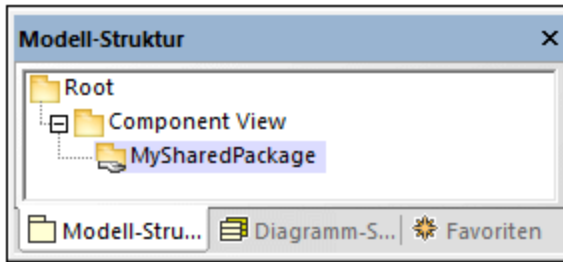 Modell-Struktur
Root
Component View
MySharedPackage
Modell-Stru... Diagramm-S... Favoriten